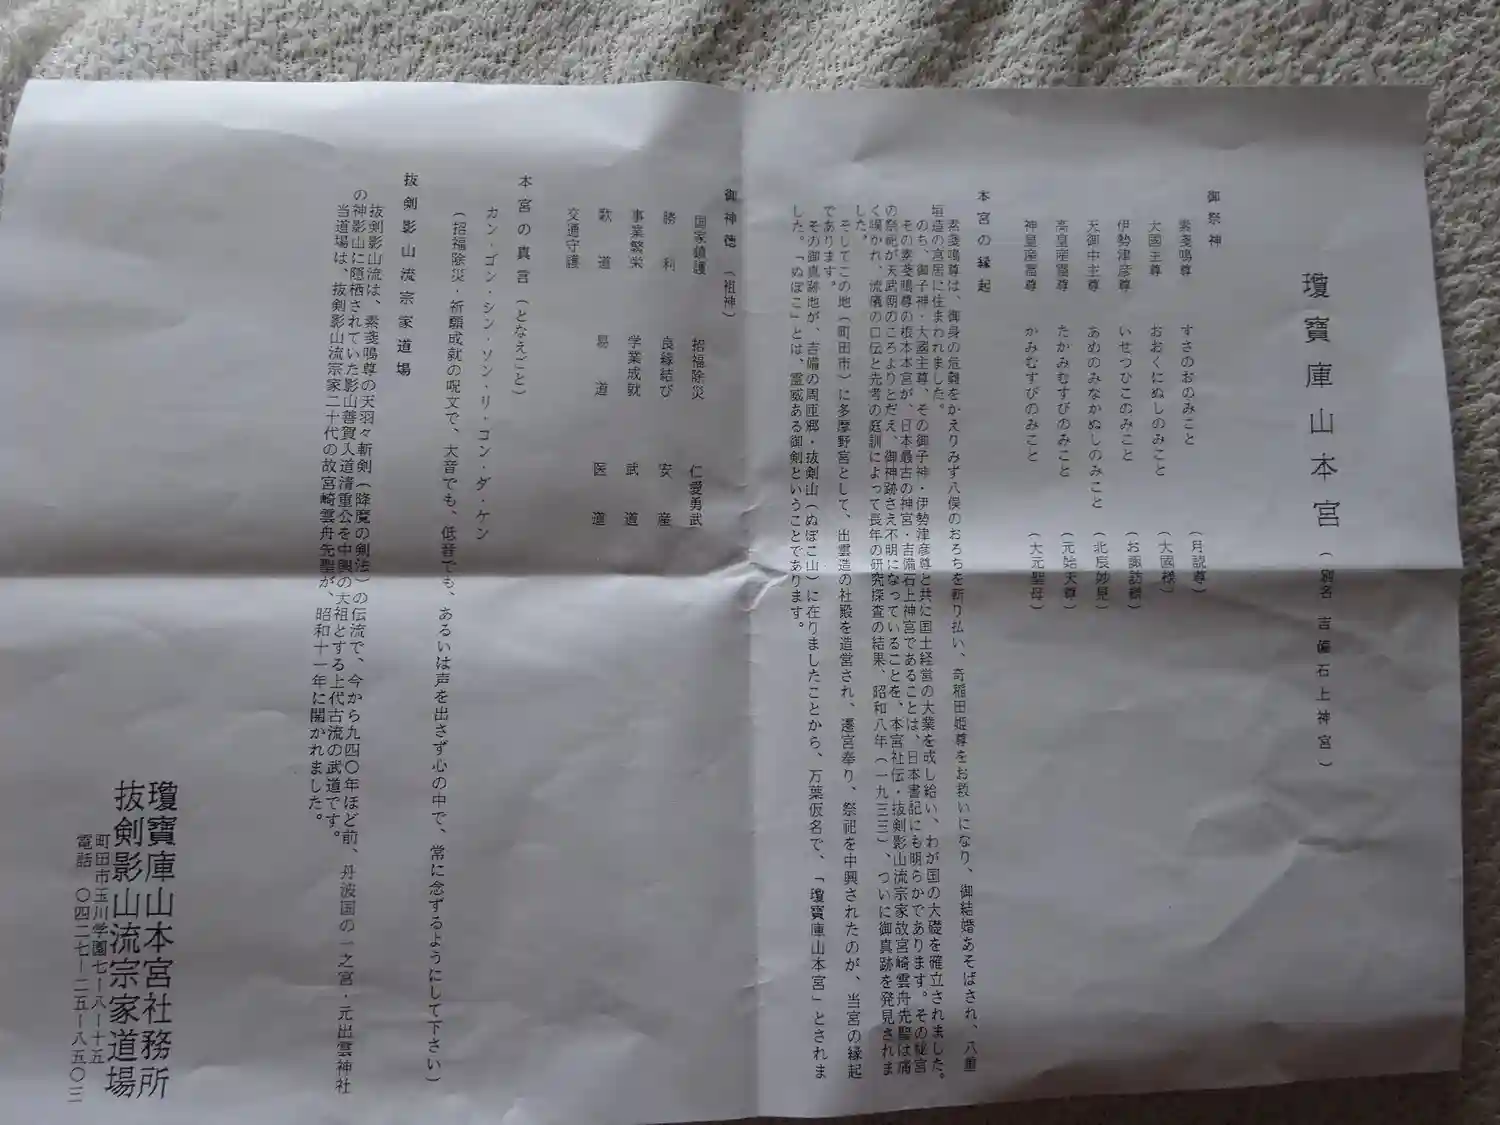 瓊寶庫山本宮(別名 吉備石上神宮)
御祭神
素戔鳴尊 すさのおのみこと (月読尊)
大國主尊 おおくにぬしのみこと (大國様)
伊勢津彦尊 いせつひこのみこと (お諏訪様)
天御中主尊 あめのみなかぬしのみこと (北辰妙見)
高皇産霊尊 たかみむすびのみこと (元始天尊)
神皇産霊尊 かみむすびのみこと (大元聖母)
本宮の縁起
素戔鳴尊は、御身の危難をかえりみず八俣のおろちを斬り払い、奇稲田姫尊をお救いになり、御結婚あそばされ、八重
垣造の宮居に住まわれました。
のち、御子神・大國主尊、その御子神・伊勢津彦尊と共に国土経営の大業を成し給い、わが国の大礎を確立されました。
その素戔鳴尊の根本本宮が、日本最古の神宮・吉備石上神宮であることは、日本書記にも明らかであります。その秘宮
の祭祀が天武朝のころよりとだえ、御神跡さえ不明になっていることを、本宮社伝・抜剣影山流宗家故宮崎雲舟先聖は痛
く嘆かれ、流儀の口伝と先考の庭訓によって長年の研究探査の結果、昭和八年(一九三三)、ついに御真跡を発見されま
した。
そしてこの地(町田市)に多摩野宮として、出雲造の社殿を造営され、遷宮奉り、祭祀を中興されたのが、当宮の縁起
であります。
その御真跡地が、吉備の周匝郷・抜剣山(ぬぼこ山)に在りましたことから、万葉仮名で、「瓊寶庫山本宮」とされま
した。「ぬぼこ」とは、霊威ある御剣ということであります。
御神徳(祖神)
国家鎮護 招福除災 仁愛勇武
勝利 良縁結び 安産
事業繁栄 学業成就 武道
歌道 易道 医道
交通守護
本宮の真言(となえごと)
カン・ゴン・シン・ソン・リ・コン・ダ・ケン
(招福除災・祈願成就の呪文で、大音でも、低音でも、あるいは声を出さず心の中で、常に念ずるようにして下さい)
抜剣影山流宗家道場
抜剣影山流は、素戔鳴尊の天羽々斬剣(降魔の剣法)の伝流で、今から九四〇年ほど前、丹波国の一之宮・元出雲神社
の神影山に隠栖されていた影山善賀入道清重公を中興の大祖とする上代古流の武道です。
当道場は、抜剣影山流宗家二十代の故宮崎雲舟先聖が、昭和十一年に開かれました。
瓊寶庫山本宮社務所
抜剣影山流宗家道場
町田市玉川学園七ー八ー十五
電話 〇四二七ー二五ー八五〇三